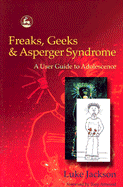 Freaks, Geeks
& Asperger Syndrome
A User Guide to Adolescence
Luke Jackson